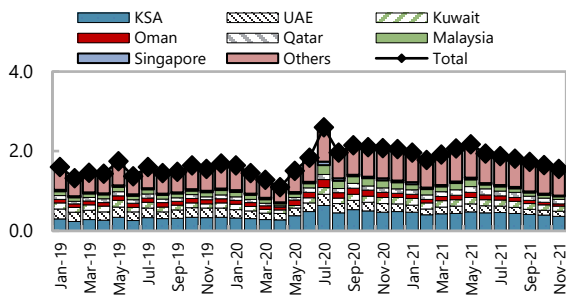 KSA UAE Kuwait
Oman Qatar Malaysia
Singapore Others Total
4.0
2.0
0.0
Jan-19 Mar-19 May-19 Jul-19 Sep-19 Nov-19 Jan-20 Mar-20 May-20 Jul-20 Sep-20 Nov-20 Jan-21 Mar-21 May-21 Jul-21 Sep-21 Nov-21